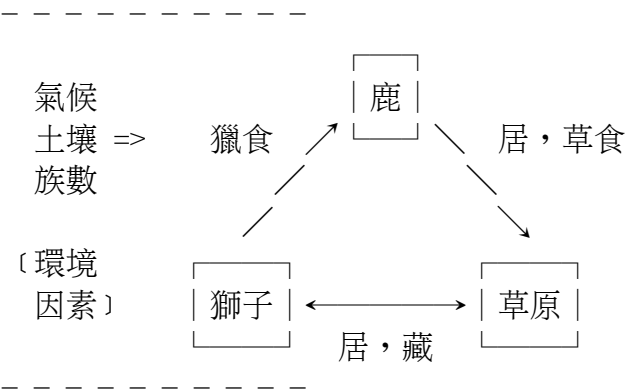 鹿
氣候
土壤 =>
族數
獵食
居，草食
﹝環境
因素﹞
獅子
草原
居，藏